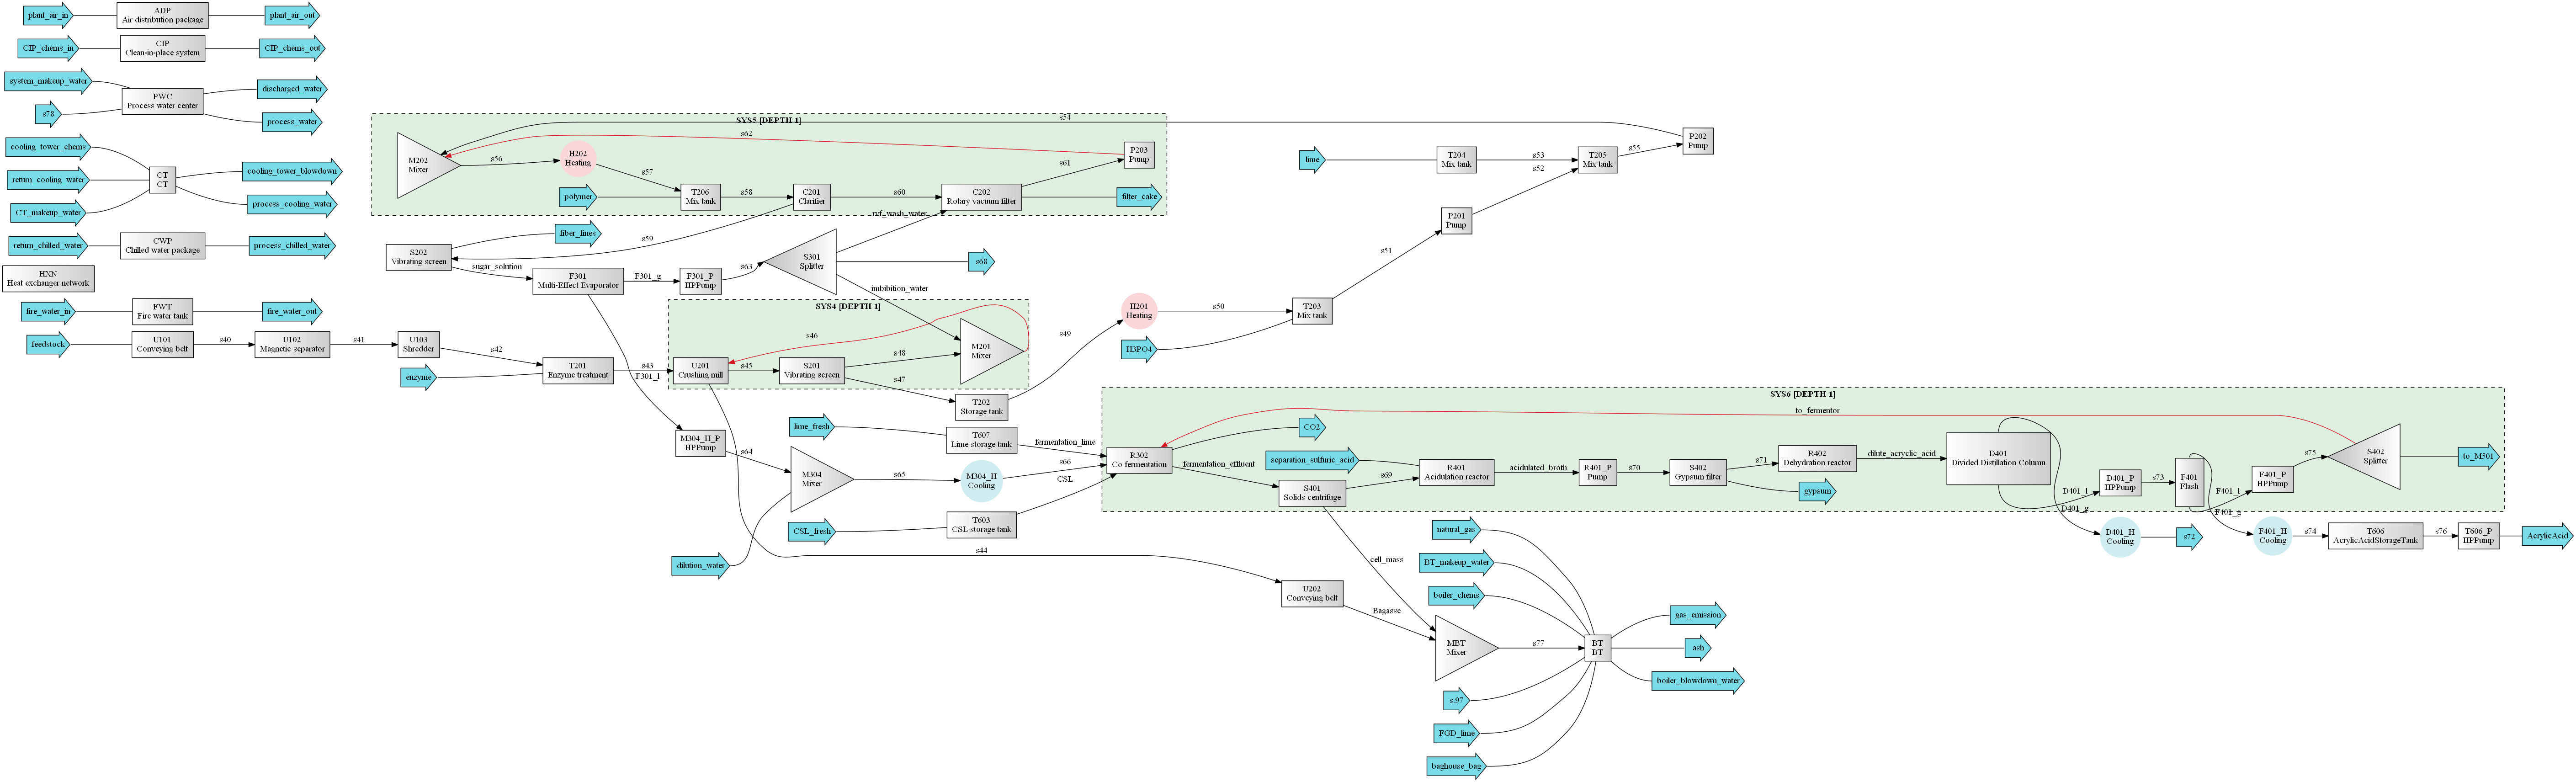 plant_air_in
ADP
Air distribution package
plant_air_out
CIP_chems_in
CIP
Clean-in-place system
CIP_chems_out
system_makeup_water
s78
PWC
Process water center
discharged_water
process_water
cooling_tower_chems
return_cooling_water
CT_makeup_water
CT
CT
cooling_tower_blowdown
process_cooling_water
return_chilled_water
CWP
Chilled water package
process_chilled_water
HXN
Heat exchanger network
fire_water_in
FWT
Fire water tank
fire_water_out
feedstock
U101
Conveying belt
s40
U102
Magnetic separator
s41
U103
Shredder
s42
enzyme
T201
Enzyme treatment
s43
F301_l
SYS5 [DEPTH 1]
s54
s62
M202
Mixer
s56
H202
Heating
s57
polymer
T206
Mix tank
s58
C201
Clarifier
s60
C202
Rotary vacuum filter
s61
P203
Pump
filter_cake
rvf_wash_water
s59
S202
Vibrating screen
fiber_fines
sugar_solution
F301
Multi-Effect Evaporator
F301_g
F301_P
HPPump
s63
S301
Splitter
s68
imbibition_water
SYS4 [DEPTH 1]
s46
U201
Crushing mill
s45
S201
Vibrating screen
s48
s47
M201
Mixer
T202
Storage tank
s49
H201
Heating
s50
H3PO4
T203
Mix tank
s51
P201
Pump
s52
lime
T204
Mix tank
s53
T205
Mix tank
s55
P202
Pump
M304_H_P
HPPump
s64
dilution_water
M304
Mixer
s65
M304_H
Cooling
s66
lime_fresh
T607
Lime storage tank
fermentation_lime
CSL_fresh
T603
CSL storage tank
CSL
s44
U202
Conveying belt
Bagasse
SYS6 [DEPTH 1]
to_fermentor
R302
Co fermentation
CO2
fermentation_effluent
separation_sulfuric_acid
S401
Solids centrifuge
s69
cell_mass
R401
Acidulation reactor
acidulated_broth
R401_P
Pump
s70
S402
Gypsum filter
s71
gypsum
R402
Dehydration reactor
dilute_acryclic_acid
D401
Divided Distillation Column
D401_l
D401_g
D401_P
HPPump
s73
F401
Flash
F401_l
F401_g
F401_P
HPPump
s75
S402
Splitter
to_M501
D401_H
Cooling
s72
F401_H
Cooling
s74
T606
AcrylicAcidStorageTank
s76
T606_P
HPPump
AcrylicAcid
natural_gas
BT_makeup_water
boiler_chems
MBT
Mixer
s77
s.97
FGD_lime
baghouse_bag
BT
BT
gas_emission
ash
boiler_blowdown_water